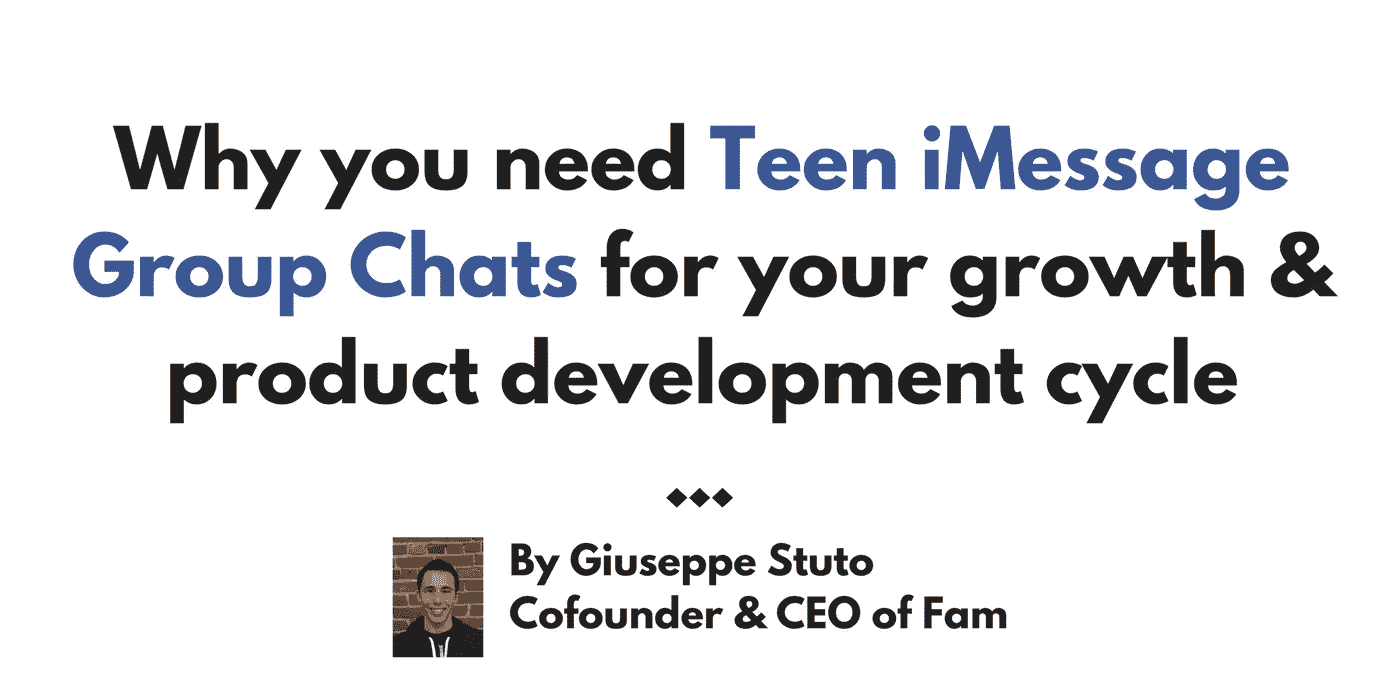 Why you need Teen iMessage
Group Chats for your growth &
product development cycle
By Giuseppe Stuto
Cofounder & CEO of Fam